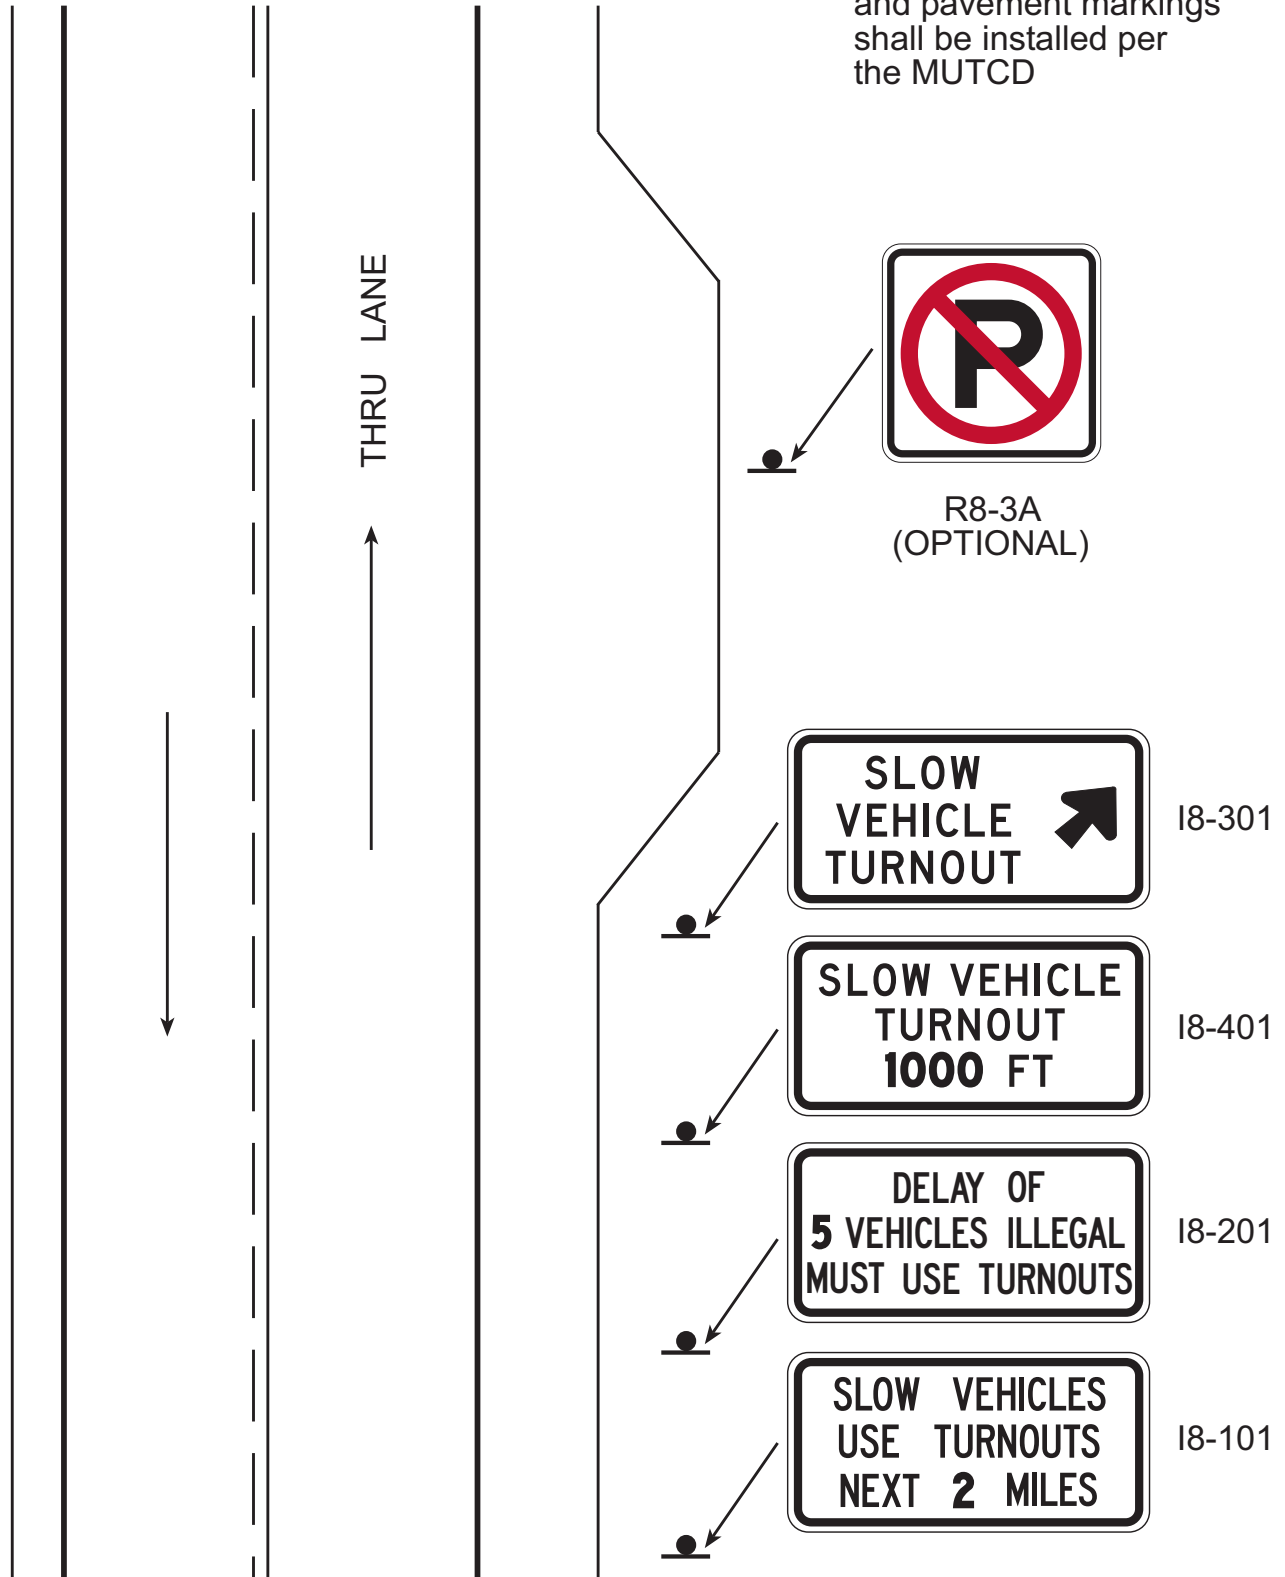 and pavement markings
shall be installed per
the MUTCD
THRU LANE
P
R8-3A
(OPTIONAL)
SLOW
VEHICLE
TURNOUT
I8-301
SLOW VEHICLE
TURNOUT
1000 FT
I8-401
DELAY OF
5 VEHICLES ILLEGAL
MUST USE TURNOUTS
I8-201
SLOW VEHICLES
USE TURNOUTS
NEXT 2 MILES
I8-101